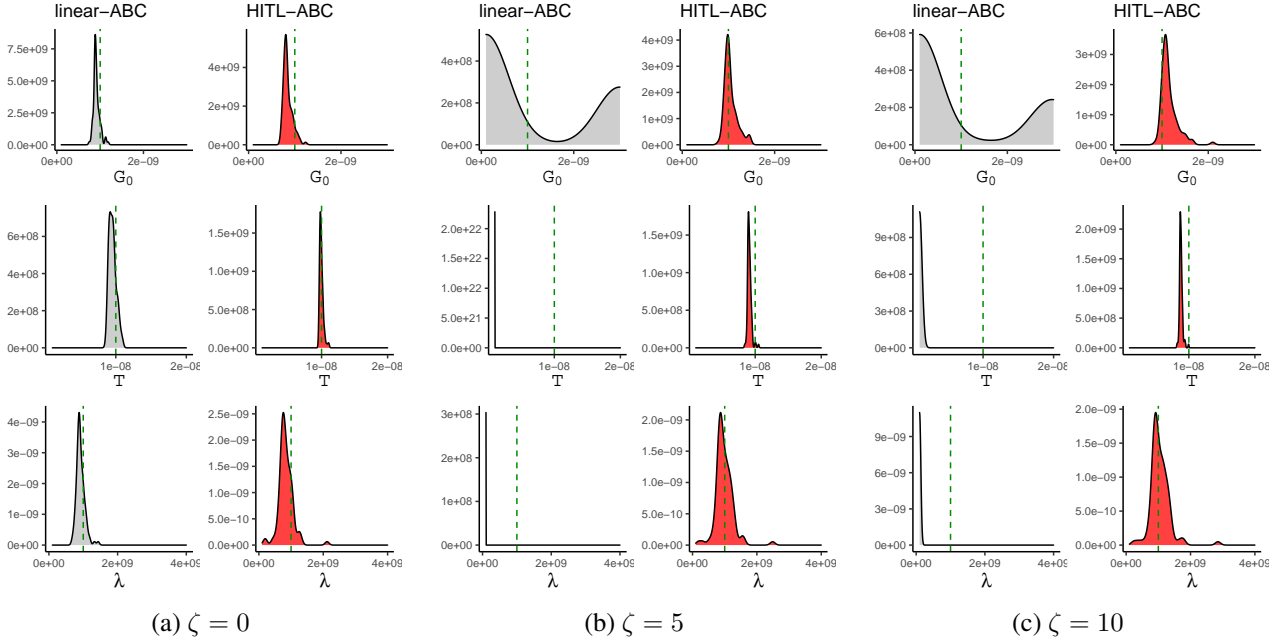 linear−ABC HITL−ABC linear−ABC HITL−ABC linear−ABC HITL−ABC
7.5e+09
5.0e+09
2.5e+09
0.0e+00
0e+00 2e−09
G₀
4e+09
2e+09
0e+00
0e+00 2e−09
G₀
4e+08
2e+08
0e+00
0e+00 2e−09
G₀
4e+09
3e+09
2e+09
1e+09
0e+00
0e+00 2e−09
G₀
6e+08
4e+08
2e+08
0e+00
0e+00 2e−09
G₀
3e+09
2e+09
1e+09
0e+00
0e+00 2e−09
G₀
6e+08
4e+08
2e+08
0e+00
1e−08 2e−08
T
1.5e+09
1.0e+09
5.0e+08
0.0e+00
1e−08 2e−08
T
2.0e+22
1.5e+22
1.0e+22
5.0e+21
0.0e+00
1e−08 2e−08
T
1.5e+09
1.0e+09
5.0e+08
0.0e+00
1e−08 2e−08
T
9e+08
6e+08
3e+08
0e+00
1e−08 2e−08
T
2.0e+09
1.5e+09
1.0e+09
5.0e+08
0.0e+00
1e−08 2e−08
T
4e−09
3e−09
2e−09
1e−09
0e+00
0e+00 2e+09 4e+09
λ
2.5e−09
2.0e−09
1.5e−09
1.0e−09
5.0e−10
0.0e+00
0e+00 2e+09 4e+09
λ
3e+08
2e+08
1e+08
0e+00
0e+00 2e+09 4e+09
λ
2.0e−09
1.5e−09
1.0e−09
5.0e−10
0.0e+00
0e+00 2e+09 4e+09
λ
9e−09
6e−09
3e−09
0e+00
0e+00 2e+09 4e+09
λ
2.0e−09
1.5e−09
1.0e−09
5.0e−10
0.0e+00
0e+00 2e+09 4e+09
λ
(a) ζ = 0 (b) ζ = 5 (c) ζ = 10